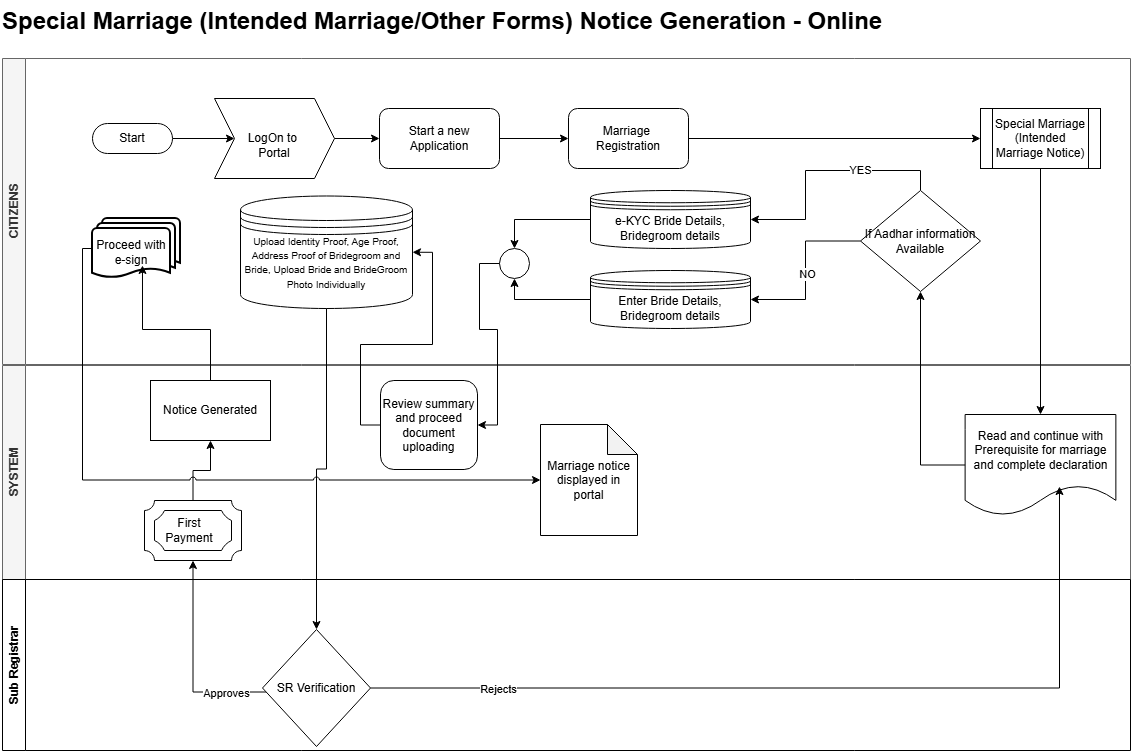 Special Marriage (Intended Marriage/Other Forms) Notice Generation - Online
CITIZENS
Start
LogOn to
Portal
Start a new
Application
Marriage
Registration
Special Marriage
(Intended
Marriage Notice)
YES
If Aadhar information
Available
NO
e-KYC Bride Details,
Bridegroom details
Enter Bride Details,
Bridegroom details
Upload Identity Proof, Age Proof,
Address Proof of Bridegroom and
Bride, Upload Bride and BrideGroom
Photo Individually
Proceed with
e-sign
SYSTEM
Notice Generated
Review summary
and proceed
document
uploading
Marriage notice
displayed in
portal
Read and continue with
Prerequisite for marriage
and complete declaration
First
Payment
Sub Registrar
Approves
SR Verification
Rejects